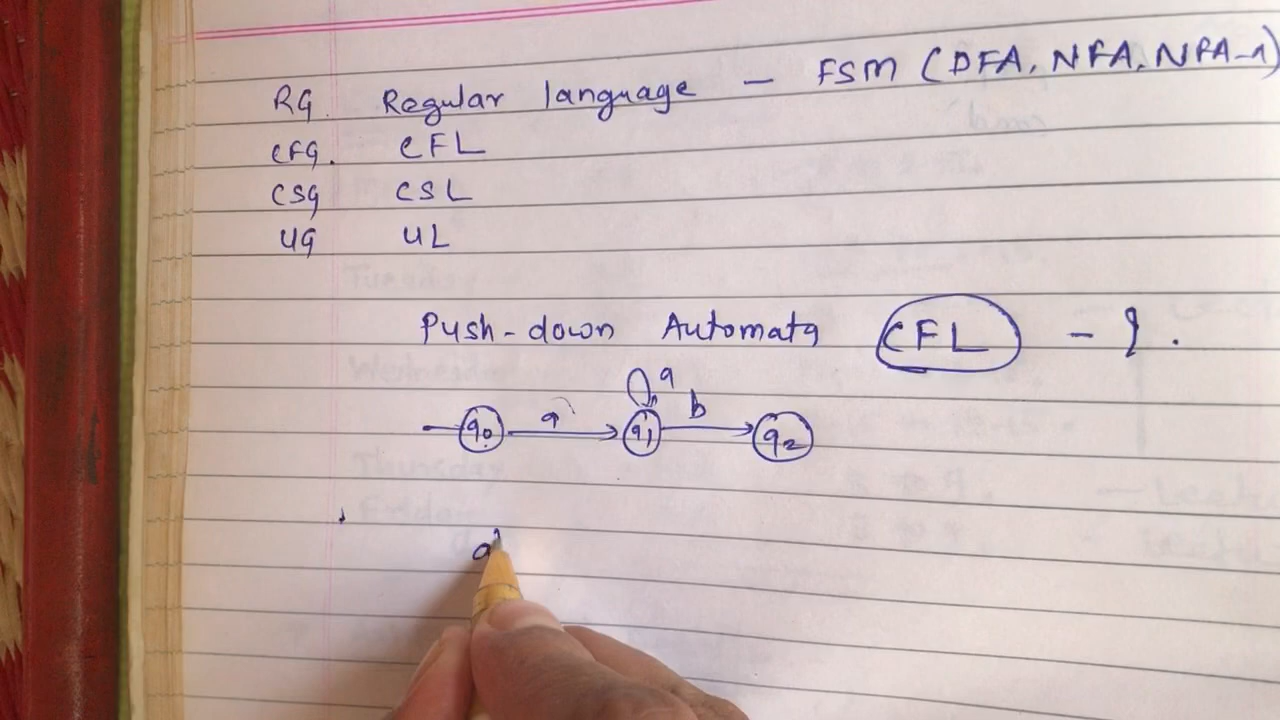 RG. Regular language - FSM (DFA, NFA, NFA-λ)
CFG. CFL
CSG CSL
UG UL
Push-down Automata CFL - }.
a
q0 a q1 b q2
a